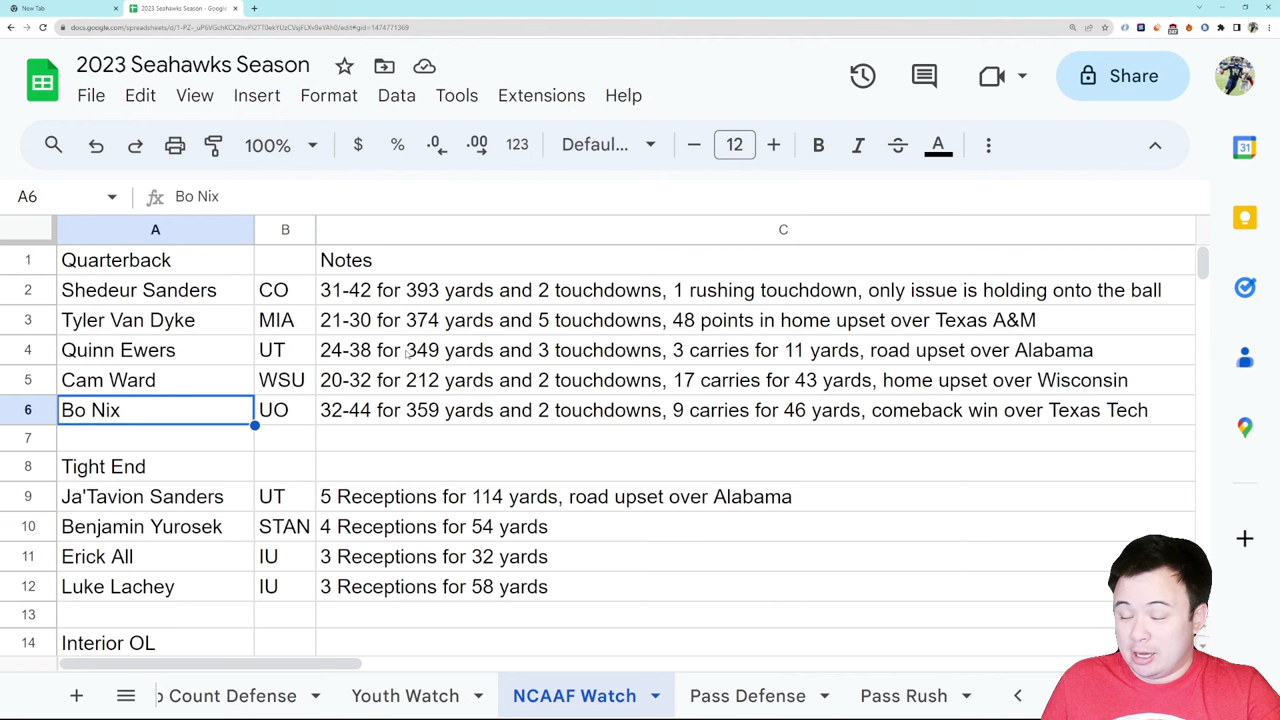 New Tab
2023 Seahawks Season - Google
2023 Seahawks Season
File Edit View Insert Format Data Tools Extensions Help
Share
100% $ % .0 .00 123 Defaul... 12 B I A
A6 Bo Nix
A B C
1 Quarterback Notes
2 Shedeur Sanders CO 31-42 for 393 yards and 2 touchdowns, 1 rushing touchdown, only issue is holding onto the ball
3 Tyler Van Dyke MIA 21-30 for 374 yards and 5 touchdowns, 48 points in home upset over Texas A&M
4 Quinn Ewers UT 24-38 for 349 yards and 3 touchdowns, 3 carries for 11 yards, road upset over Alabama
5 Cam Ward WSU 20-32 for 212 yards and 2 touchdowns, 17 carries for 43 yards, home upset over Wisconsin
6 Bo Nix UO 32-44 for 359 yards and 2 touchdowns, 9 carries for 46 yards, comeback win over Texas Tech
7
8 Tight End
9 Ja'Tavion Sanders UT 5 Receptions for 114 yards, road upset over Alabama
10 Benjamin Yurosek STAN 4 Receptions for 54 yards
11 Erick All IU 3 Receptions for 32 yards
12 Luke Lachey IU 3 Receptions for 58 yards
13
14 Interior OL
Count Defense Youth Watch NCAAF Watch Pass Defense Pass Rush
31